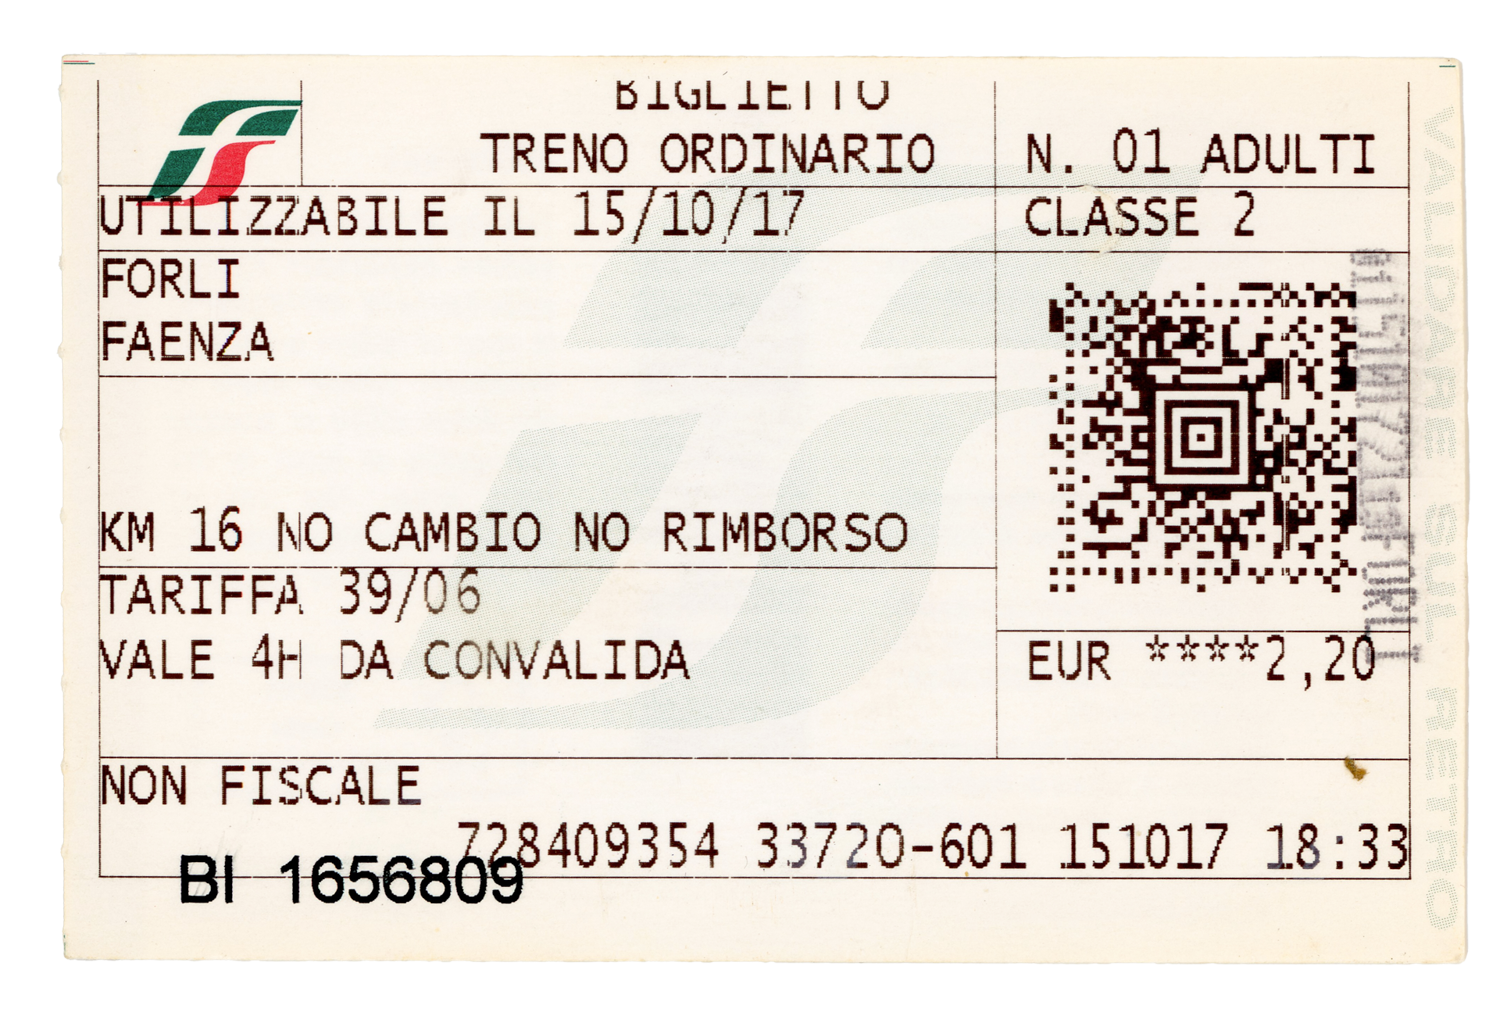 BIGLIETTO
TRENO ORDINARIO
N. 01 ADULTI
UTILIZZABILE IL 15/10/17
CLASSE 2
FORLI
FAENZA
KM 16 NO CAMBIO NO RIMBORSO
TARIFFA 39/06
VALE 4H DA CONVALIDA
EUR ****2,20
NON FISCALE
728409354 33720-601 151017 18:33
BI 1656809
VALIDARE SUL RETRO
FORLI